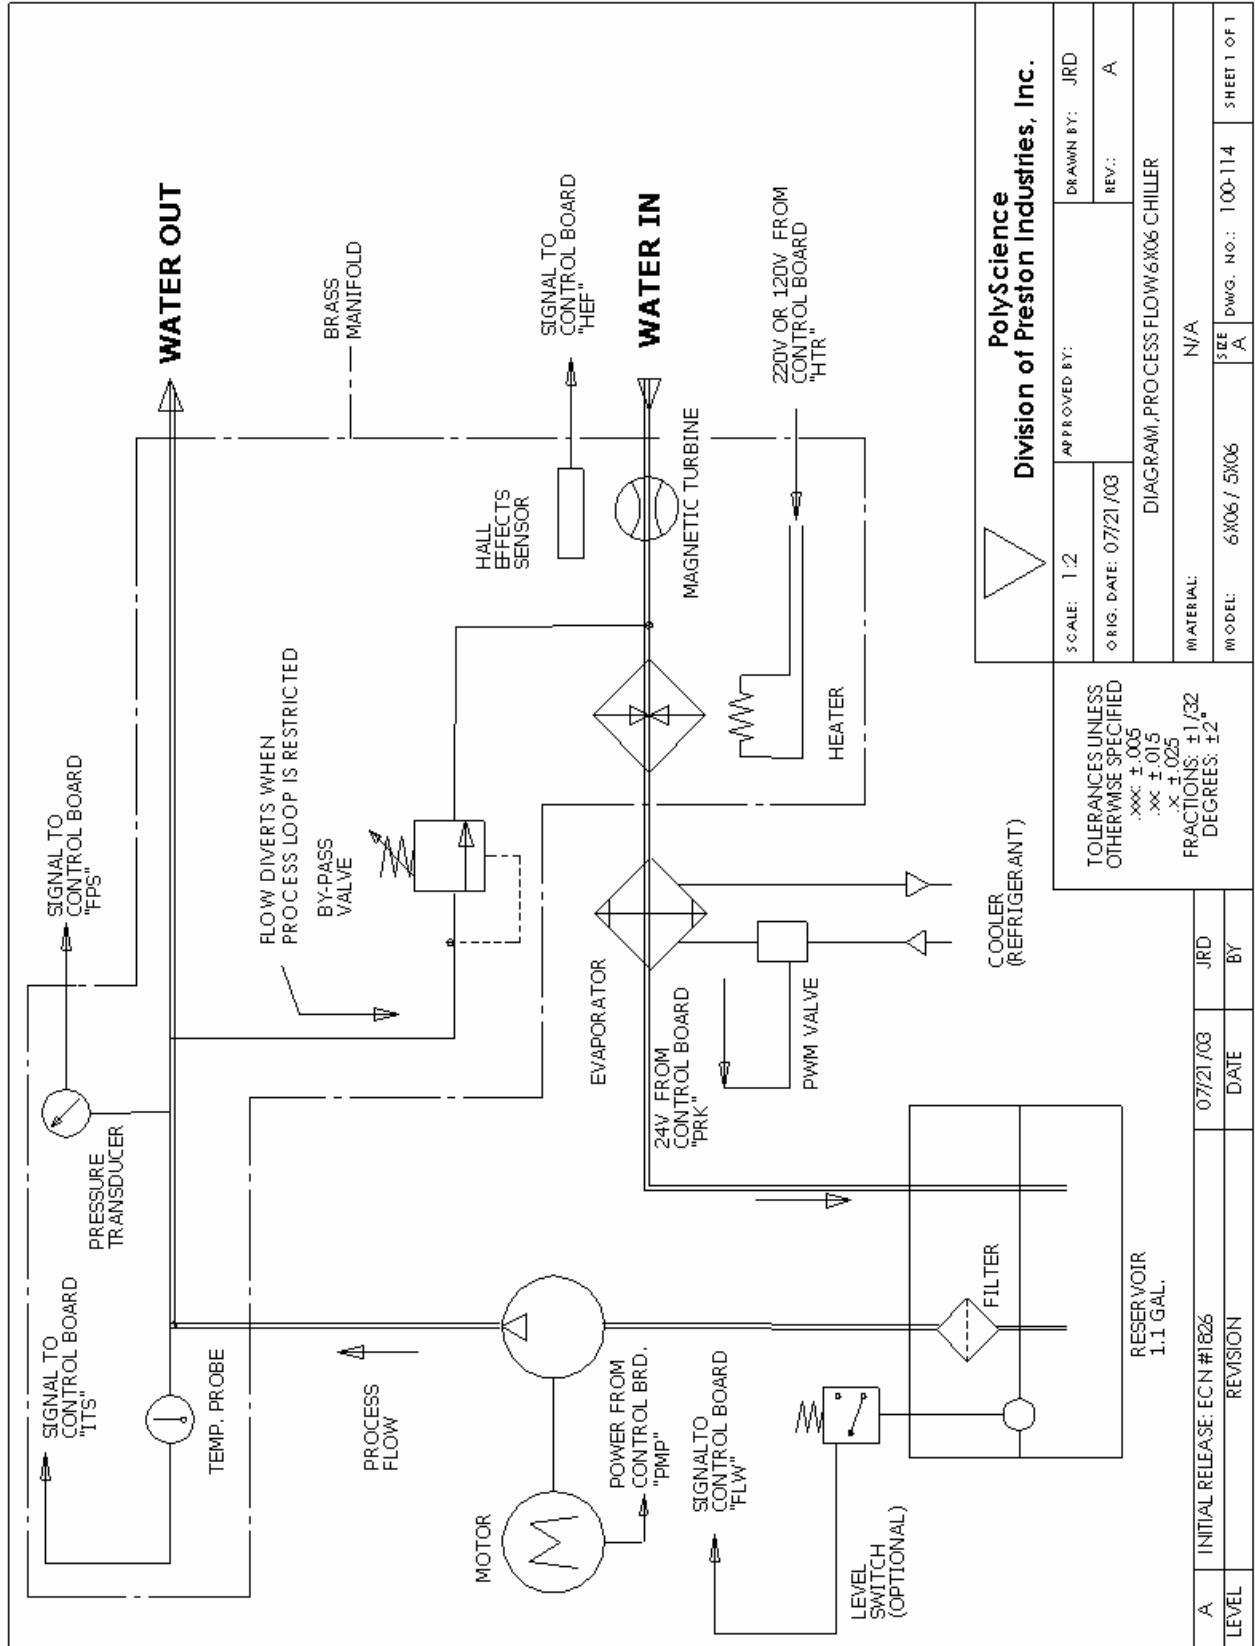 SIGNAL TO
CONTROL BOARD
"ITS"
TEMP. PROBE
PRESSURE
TRANSDUCER
SIGNAL TO
CONTROL BOARD
"FPS"
WATER OUT
BRASS
MANIFOLD
FLOW DIVERTS WHEN
PROCESS LOOP IS RESTRICTED
BY-PASS
VALVE
PROCESS
FLOW
MOTOR
POWER FROM
CONTROL BRD.
"PMP"
HALL
EFFECTS
SENSOR
SIGNAL TO
CONTROL BOARD
"HEF"
WATER IN
MAGNETIC TURBINE
EVAPORATOR
24V FROM
CONTROL BOARD
"PRK"
PWM VALVE
HEATER
220V OR 120V FROM
CONTROL BOARD
"HTR"
COOLER
(REFRIGERANT)
SIGNALTO
CONTROL BOARD
"FLW"
LEVEL
SWITCH
(OPTIONAL)
FILTER
RESERVOIR
1.1 GAL.
PolyScience
Division of Preston Industries, Inc.
SCALE: 1:2
APPROVED BY:
DRAWN BY: JRD
ORIG. DATE: 07/21/03
REV.: A
DIAGRAM,PROCESS FLOW6X06 CHILLER
MATERIAL: N/A
MODEL: 6X06/ 5X06
SIZE
A
DWG. NO.: 100-114
SHEET 1 OF 1
TOLERANCES UNLESS
OTHERWISE SPECIFIED
.xxx: ±.005
.xx: ±.015
.x: ±.025
FRACTIONS: ±1/32
DEGREES: ±2°
A
INITIAL RELEASE: ECN #1826
07/21/03
JRD
LEVEL
REVISION
DATE
BY